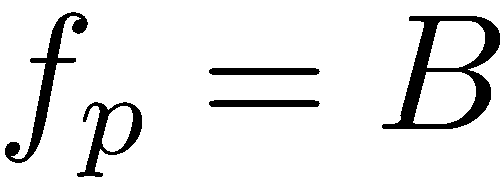 f_p = B